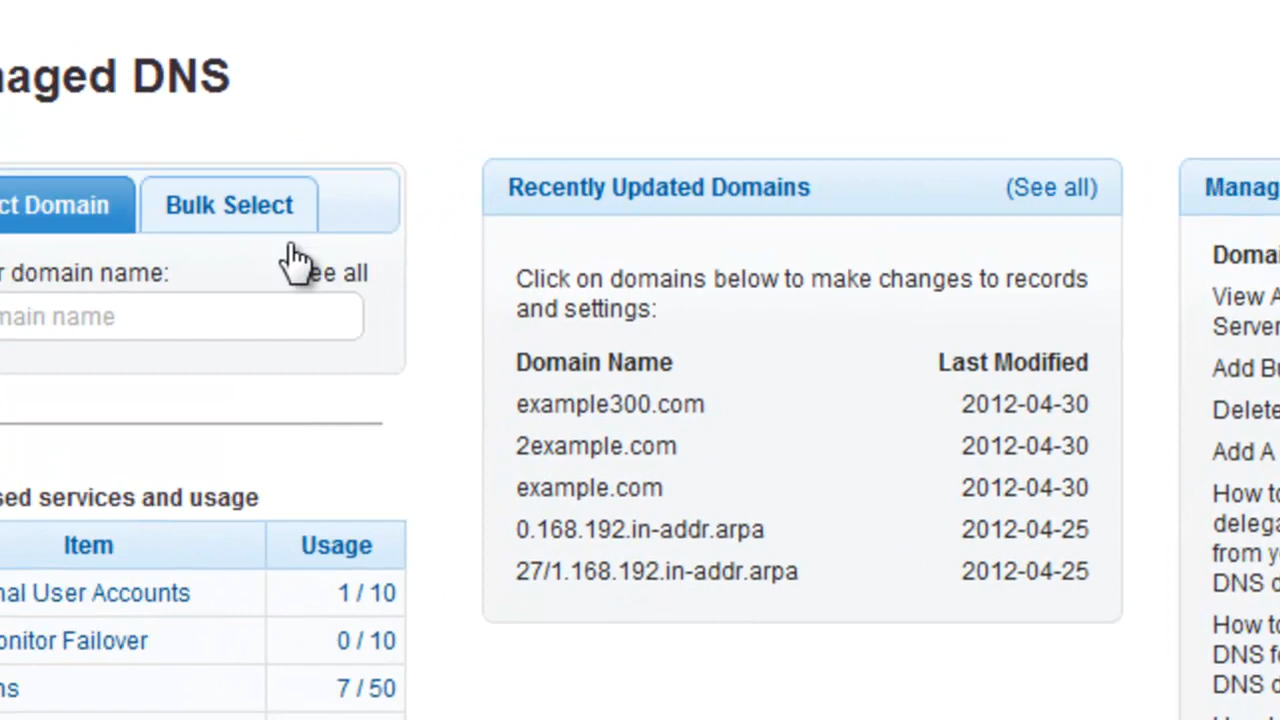 naged DNS
ct Domain
Bulk Select
r domain name:
ee all
main name
sed services and usage
Item Usage
nal User Accounts 1 / 10
onitor Failover 0 / 10
ns 7 / 50
Recently Updated Domains (See all)
Click on domains below to make changes to records
and settings:
Domain Name Last Modified
example300.com 2012-04-30
2example.com 2012-04-30
example.com 2012-04-30
0.168.192.in-addr.arpa 2012-04-25
27/1.168.192.in-addr.arpa 2012-04-25
Manag
Domai
View A
Server
Add Bu
Delete
Add A
How to
delega
from yo
DNS d
How to
DNS fo
DNS d